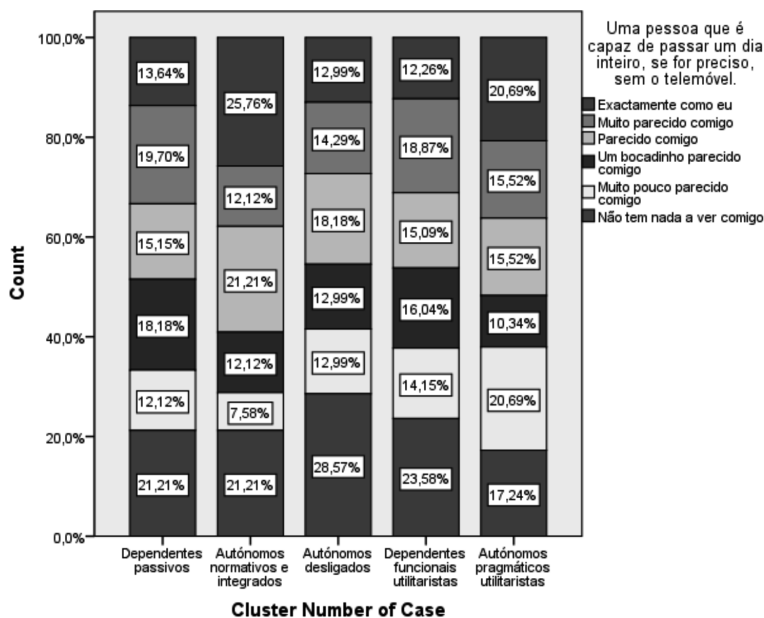 Uma pessoa que é
capaz de passar um dia
inteiro, se for preciso,
sem o telemóvel.
Exactamente como eu
Muito parecido comigo
Parecido comigo
Um bocadinho parecido
comigo
Muito pouco parecido
comigo
Não tem nada a ver comigo
Count
100,0%
80,0%
60,0%
40,0%
20,0%
0,0%
13,64%
19,70%
15,15%
18,18%
12,12%
21,21%
25,76%
12,12%
21,21%
12,12%
7,58%
21,21%
12,99%
14,29%
18,18%
12,99%
12,99%
28,57%
12,26%
18,87%
15,09%
16,04%
14,15%
23,58%
20,69%
15,52%
15,52%
10,34%
20,69%
17,24%
Dependentes
passivos
Autónomos
normativos e
integrados
Autónomos
desligados
Dependentes
funcionais
utilitaristas
Autónomos
pragmáticos
utilitaristas
Cluster Number of Case